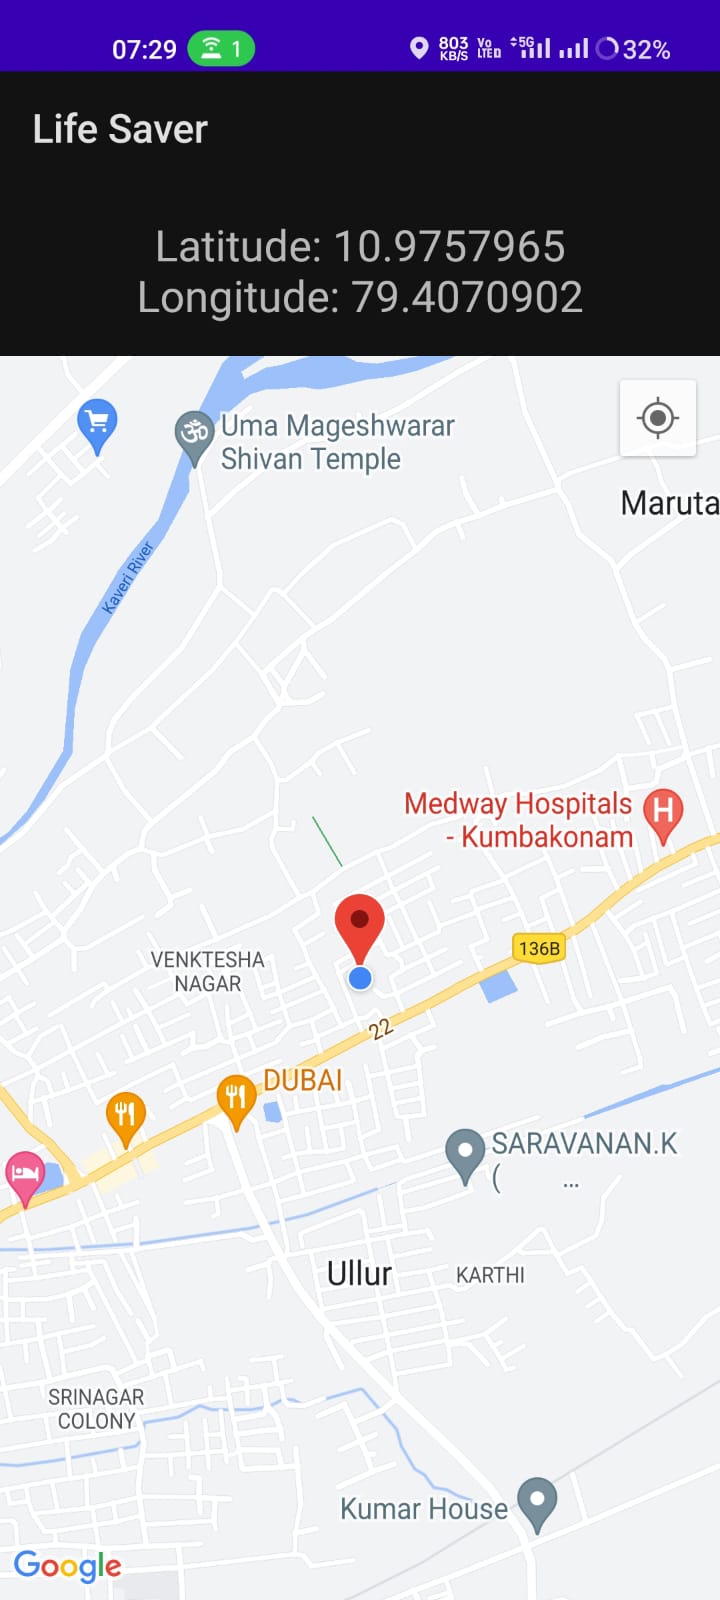 07:29 1 803 KB/S Vo LTE D 5G 32%
Life Saver
Latitude: 10.9757965
Longitude: 79.4070902
Uma Mageshwarar
Shivan Temple
Maruta
Kaveri River
Medway Hospitals
- Kumbakonam
H
136B
VENKTESHA
NAGAR
22
DUBAI
SARAVANAN.K
( ...
Ullur
KARTHI
SRINAGAR
COLONY
Kumar House
Google